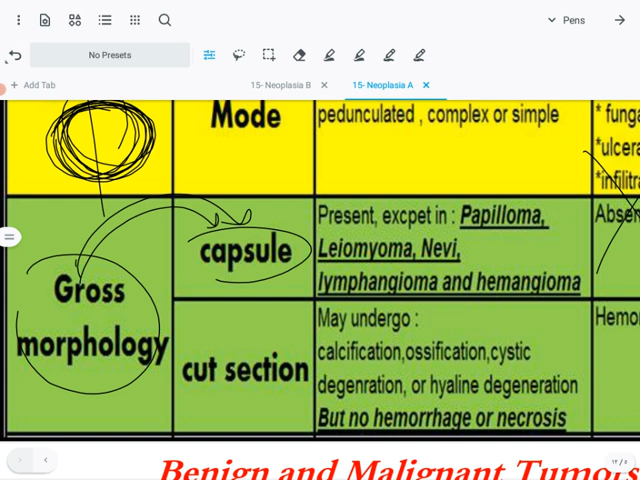 Pens
No Presets
Add Tab
15- Neoplasia B
15- Neoplasia A
Mode
pedunculated , complex or simple
* funga
*ulcera
*infiltra
Gross
morphology
capsule
Present, excpet in : Papilloma,
Leiomyoma, Nevi,
lymphangioma and hemangioma
Absen
cut section
May undergo :
calcification,ossification,cystic
degenration, or hyaline degeneration
But no hemorrhage or necrosis
Hemor
Benign and Malignant Tumors